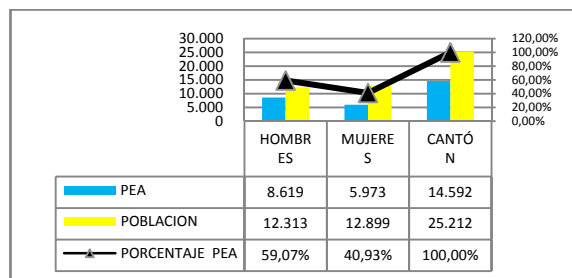 30.000
25.000
20.000
15.000
10.000
5.000
0
120,00%
100,00%
80,00%
60,00%
40,00%
20,00%
0,00%
HOMBR
ES
MUJERE
S
CANTÓ
N
PEA 8.619 5.973 14.592
POBLACION 12.313 12.899 25.212
PORCENTAJE PEA 59,07% 40,93% 100,00%